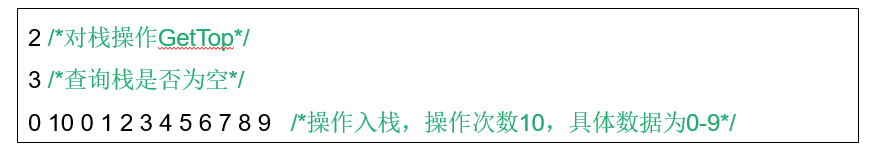 2 /*对栈操作GetTop*/
3 /*查询栈是否为空*/
0 10 0 1 2 3 4 5 6 7 8 9 /*操作入栈，操作次数10，具体数据为0-9*/